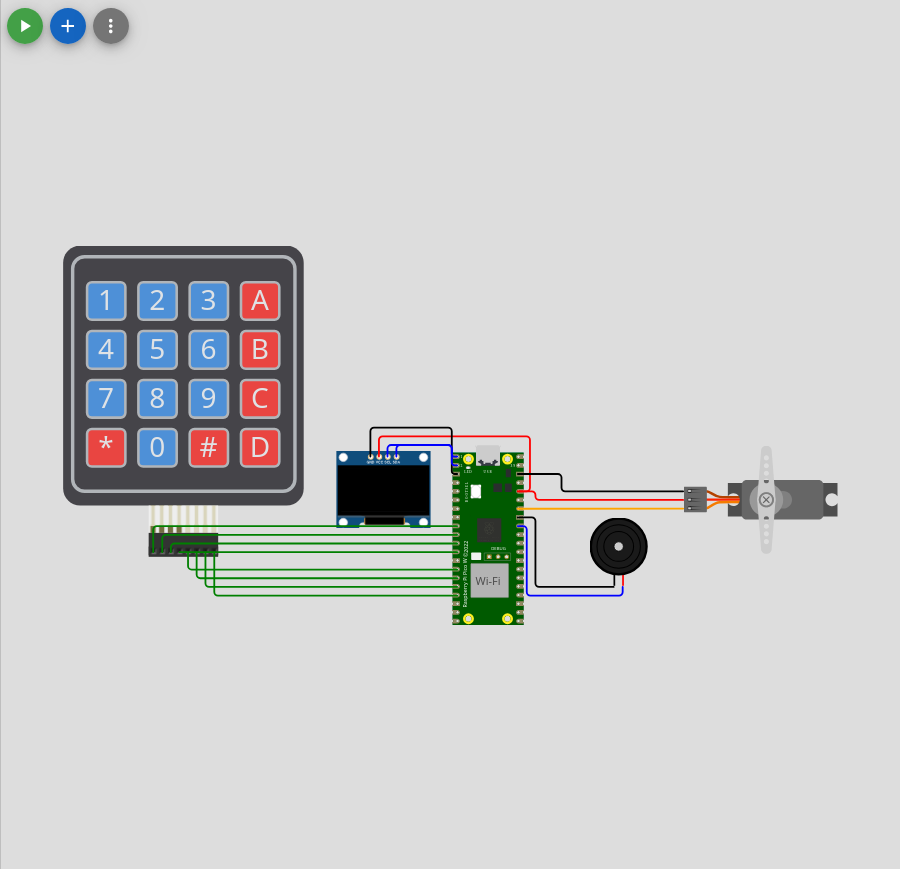 1 2 3 A
4 5 6 B
7 8 9 C
* 0 # D
GND VCC SCL SDA
LED
USB
BOOTSEL
DEBUG
Raspberry Pi Pico W ©2022
Wi-Fi